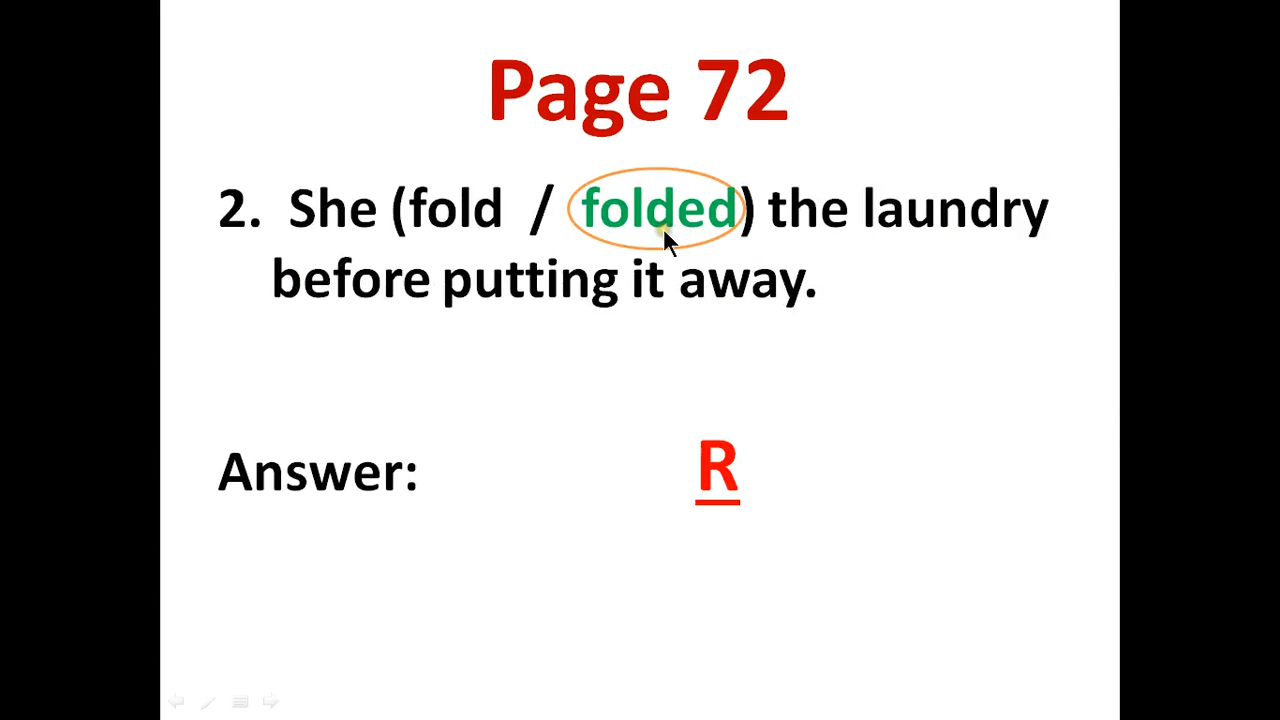 Page 72
2. She (fold / folded) the laundry
before putting it away.
Answer: R